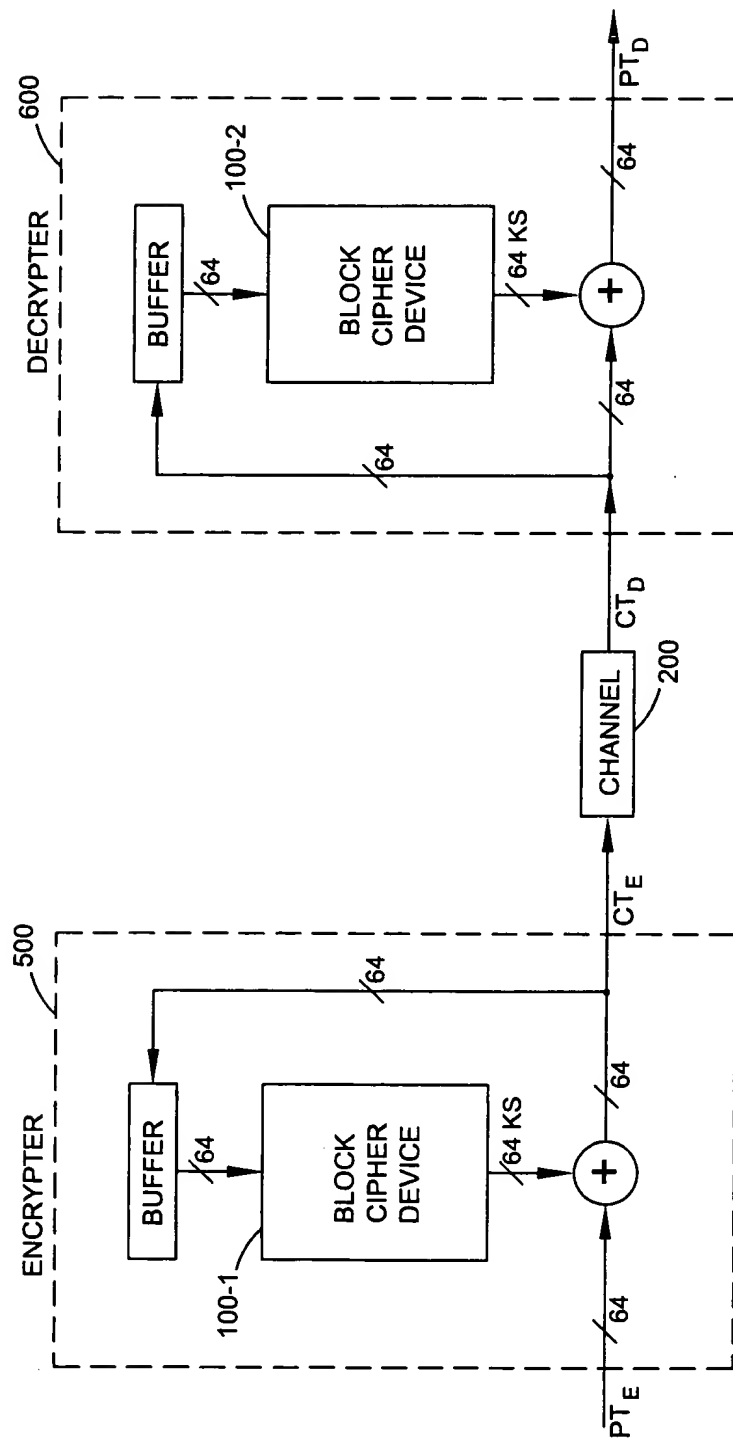 ENCRYPTER
500
BUFFER
64
64
BLOCK
CIPHER
DEVICE
100-1
64 KS
+
64
64
PT_E
CT_E
CHANNEL
200
CT_D
DECRYPTER
600
BUFFER
64
64
BLOCK
CIPHER
DEVICE
100-2
64 KS
+
64
64
PT_D